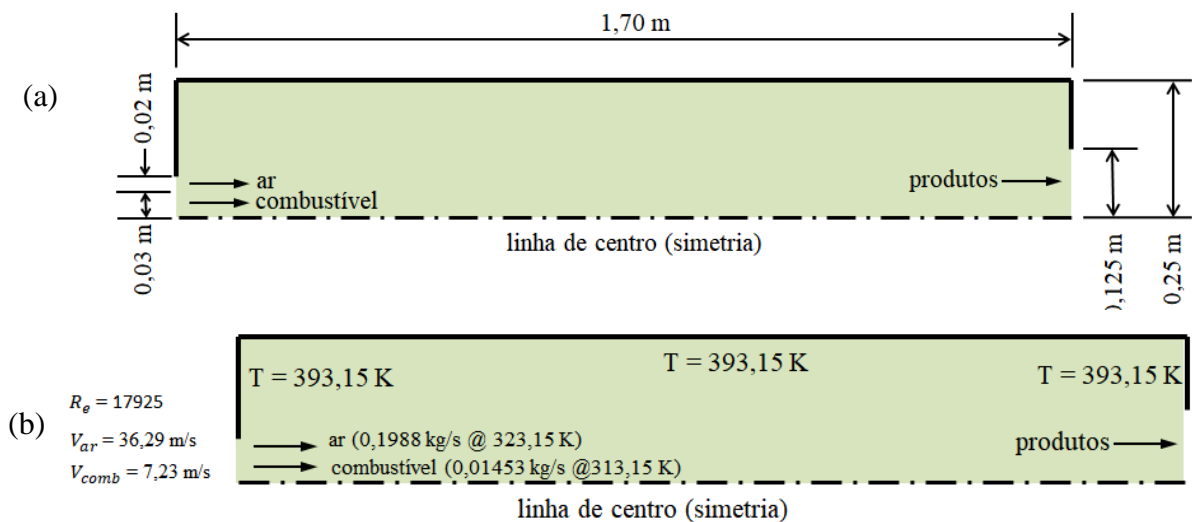 1,70 m
(a)
0,02 m
0,03 m
ar
combustível
produtos
linha de centro (simetria)
),125 m
0,25 m
(b)
T = 393,15 K
T = 393,15 K
T = 393,15 K
R_e = 17925
V_ar = 36,29 m/s
V_comb = 7,23 m/s
ar (0,1988 kg/s @ 323,15 K)
combustível (0,01453 kg/s @313,15 K)
produtos
linha de centro (simetria)